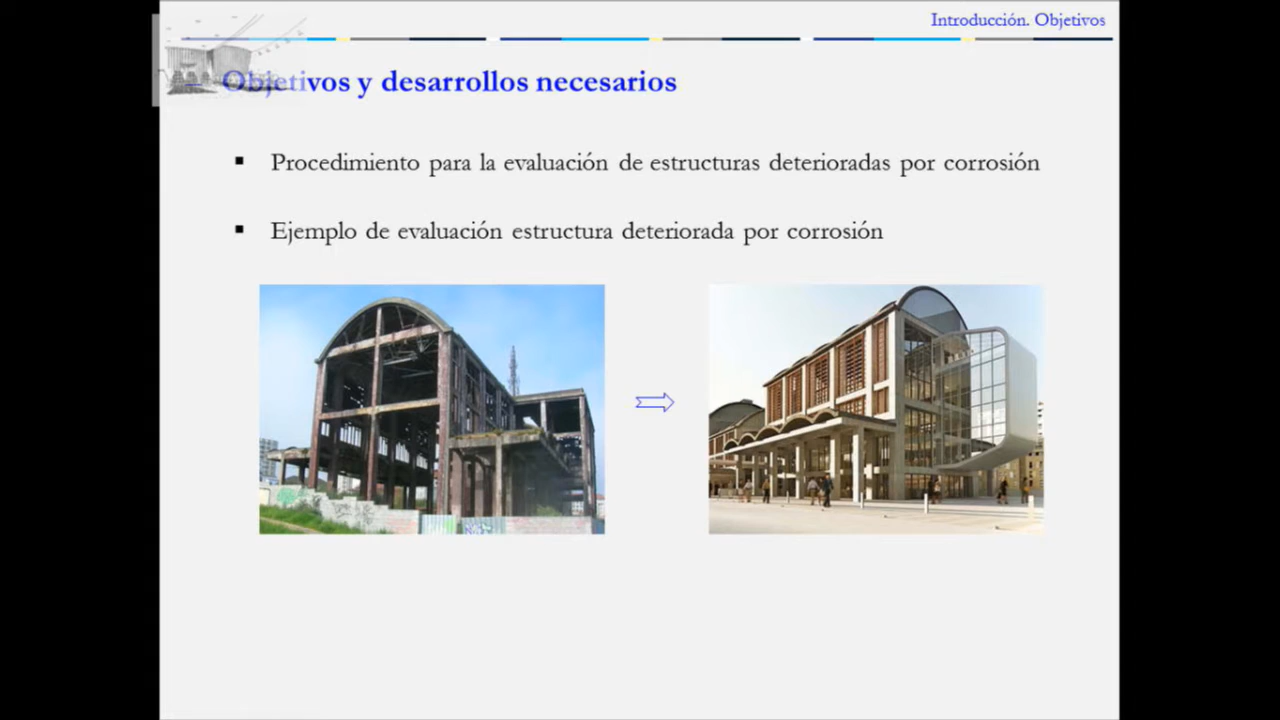 Introducción. Objetivos
Objetivos y desarrollos necesarios
Procedimiento para la evaluación de estructuras deterioradas por corrosión
Ejemplo de evaluación estructura deteriorada por corrosión